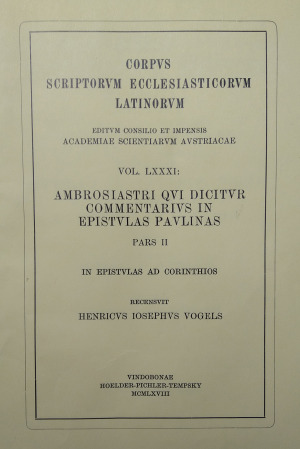 CORPVS
SCRIPTORVM ECCLESIASTICORVM
LATINORVM
EDITVM CONSILIO ET IMPENSIS
ACADEMIAE SCIENTIARVM AVSTRIACAE
VOL. LXXXI:
AMBROSIASTRI QVI DICITVR
COMMENTARIVS IN
EPISTVLAS PAVLINAS
PARS II
IN EPISTVLAS AD CORINTHIOS
RECENSVIT
HENRICVS IOSEPHVS VOGELS
VINDOBONAE
HOELDER-PICHLER-TEMPSKY
MCMLXVIII